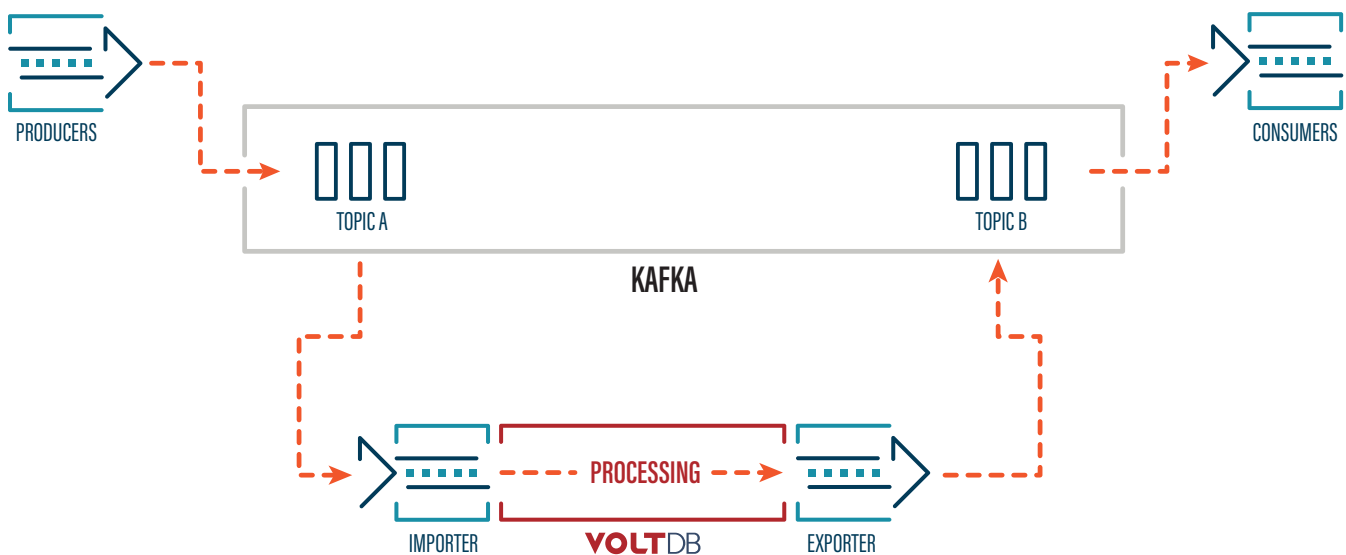 PRODUCERS
CONSUMERS
TOPIC A
TOPIC B
KAFKA
PROCESSING
IMPORTER
VOLTDB
EXPORTER